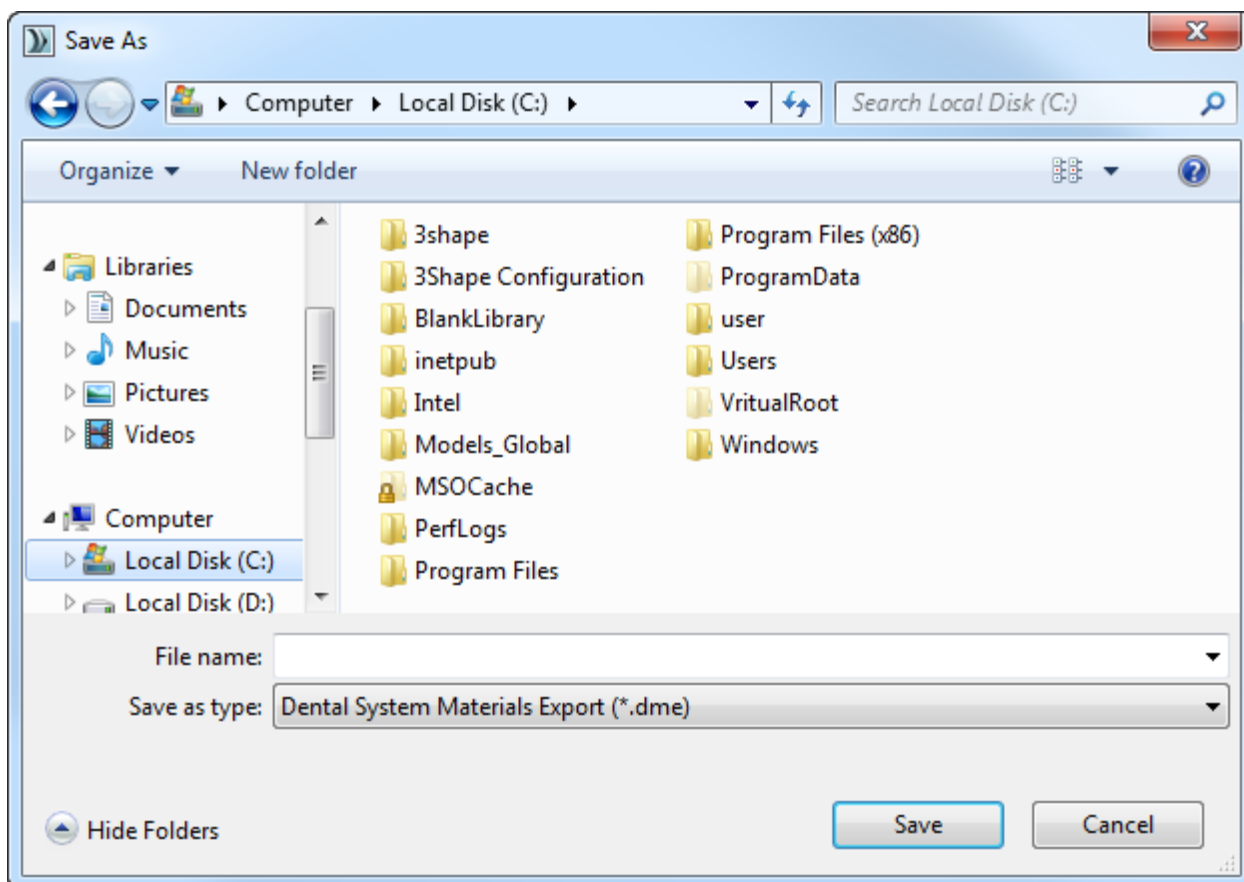 Save As
Computer Local Disk (C:)
Search Local Disk (C:)
Organize
New folder
Libraries
Documents
Music
Pictures
Videos
Computer
Local Disk (C:)
Local Disk (D:)
3shape
3Shape Configuration
BlankLibrary
inetpub
Intel
Models_Global
MSOCache
PerfLogs
Program Files
Program Files (x86)
ProgramData
user
Users
VritualRoot
Windows
File name:
Save as type: Dental System Materials Export (*.dme)
Hide Folders
Save
Cancel